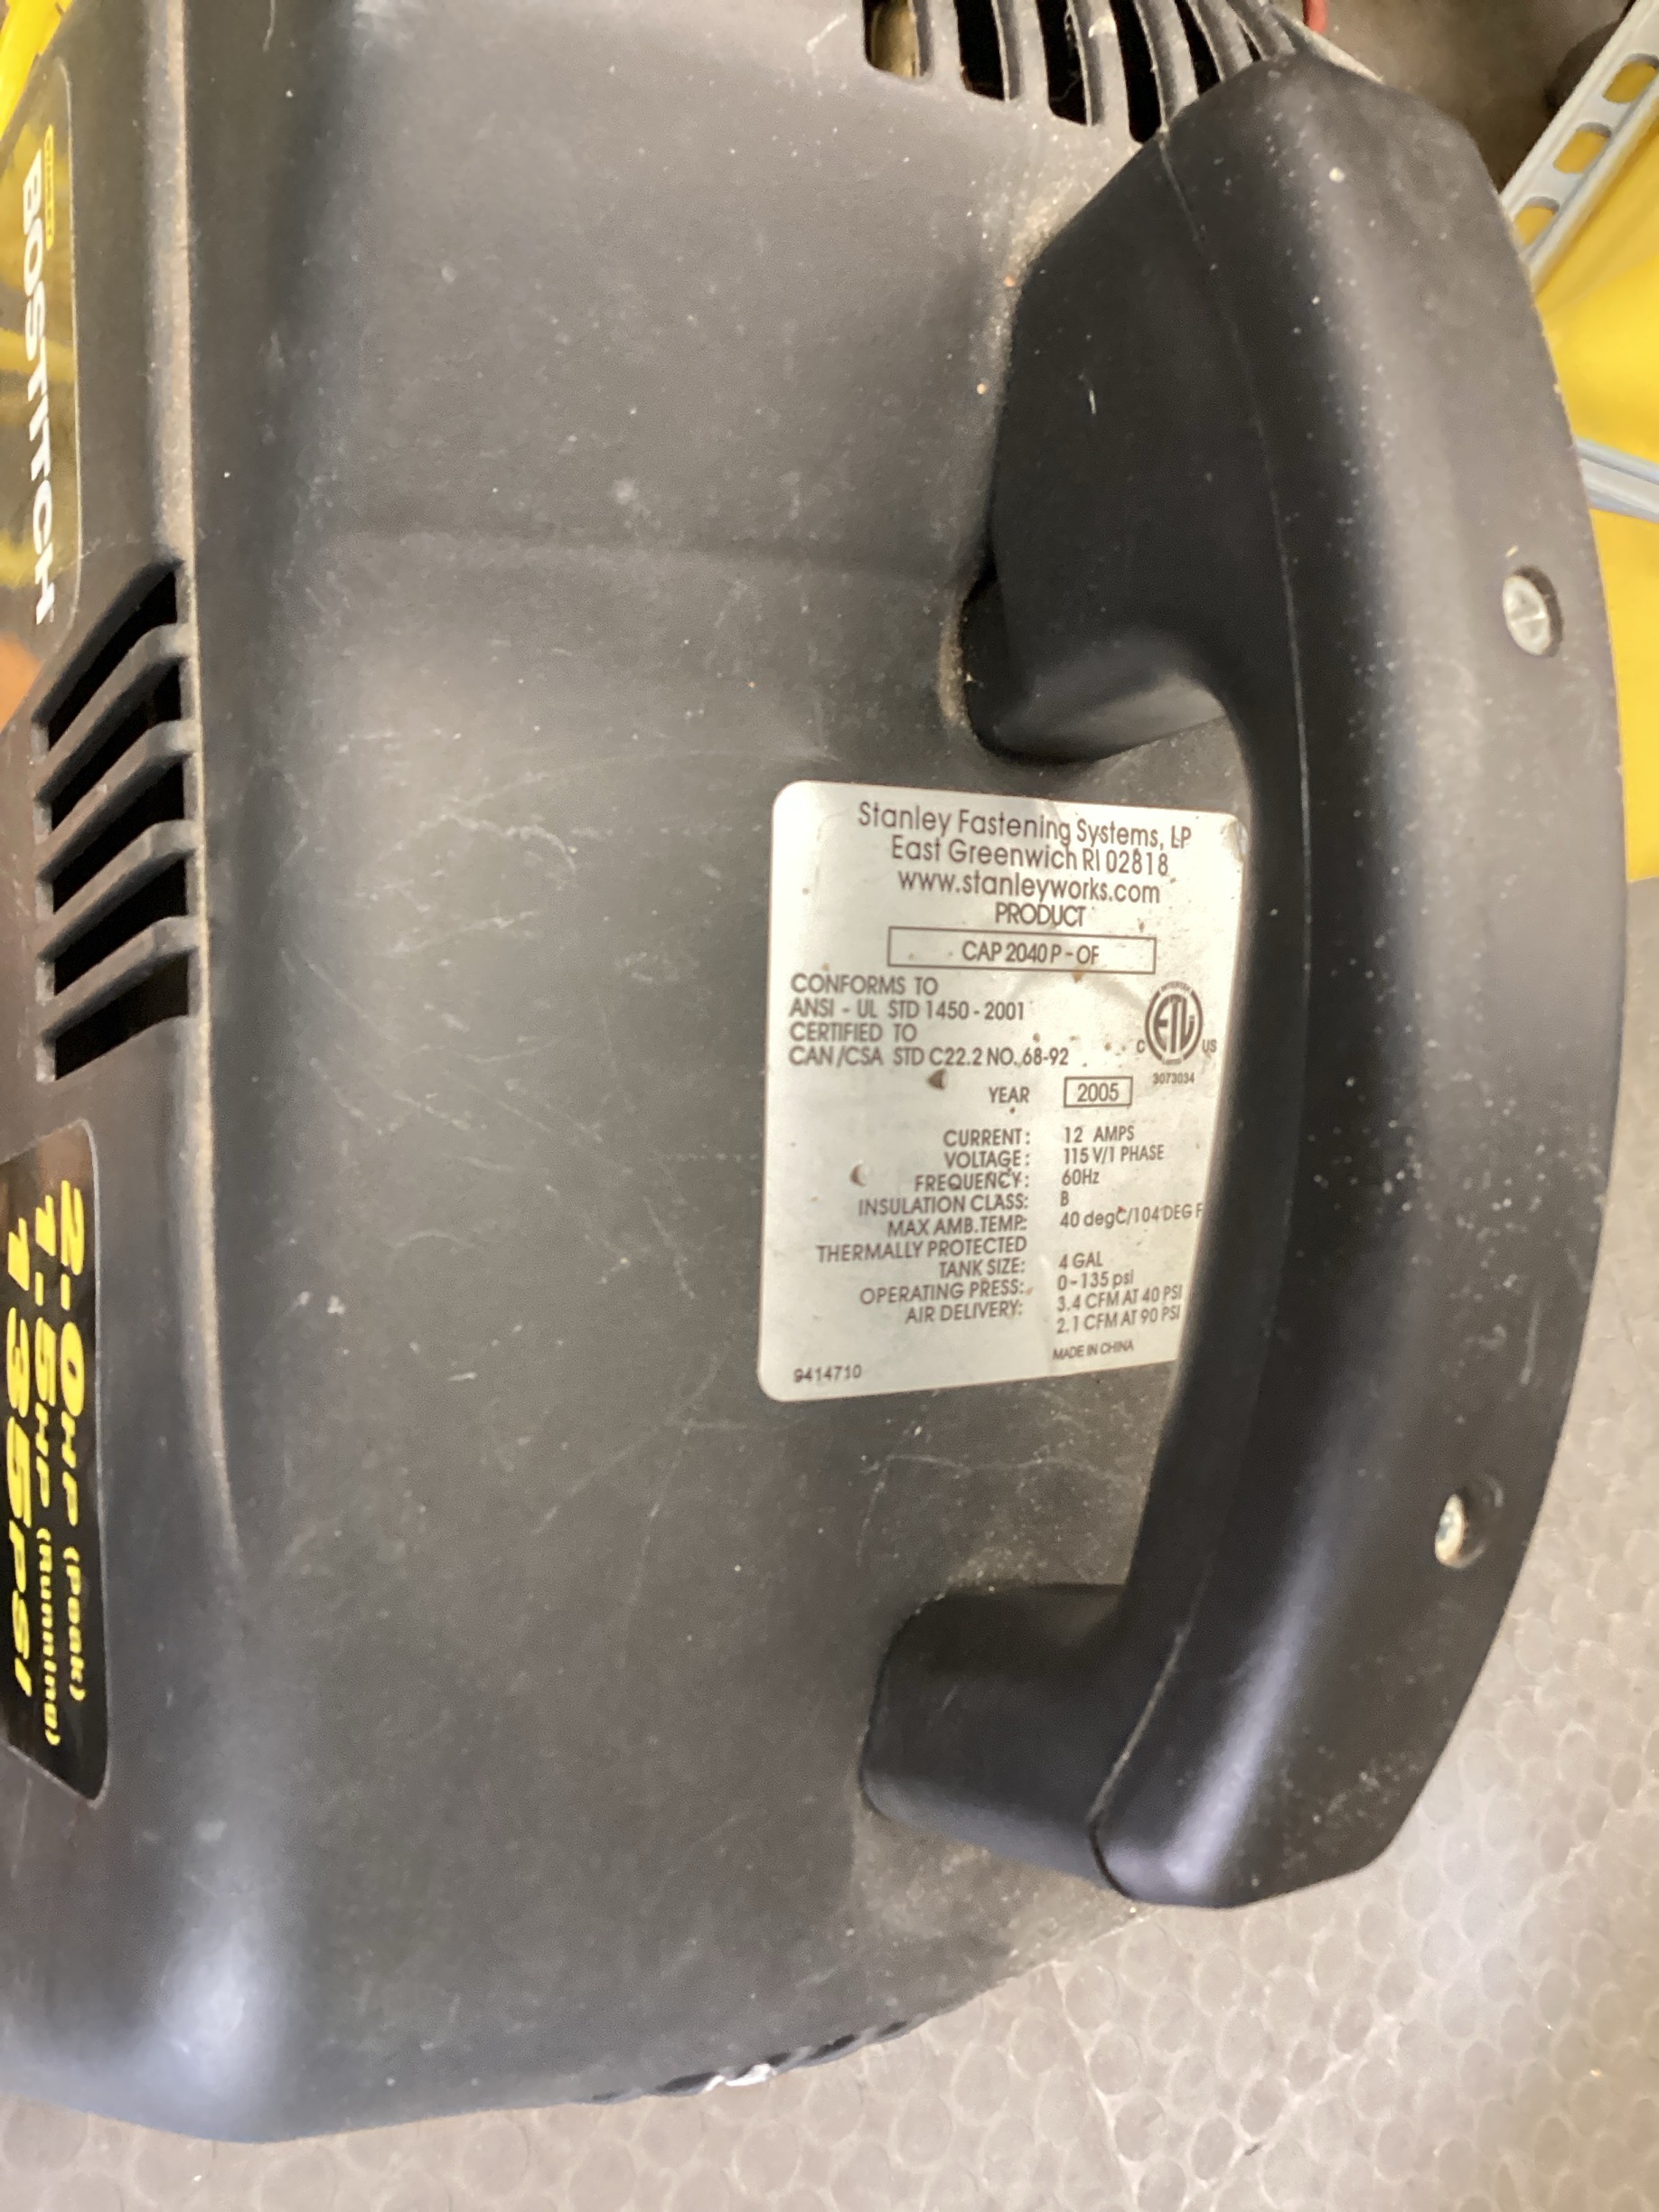 BOSTITCH
Stanley Fastening Systems, LP
East Greenwich RI 02818
www.stanleyworks.com
PRODUCT
CAP 2040 P - OF
CONFORMS TO
ANSI - UL STD 1450 - 2001
CERTIFIED TO
CAN/CSA STD C22.2 NO. 68-92
INTERTEK
C ETL US
3073034
YEAR 2005
CURRENT: 12 AMPS
VOLTAGE: 115 V/1 PHASE
FREQUENCY: 60Hz
INSULATION CLASS: B
MAX AMB.TEMP.: 40 degC/104 DEG F
THERMALLY PROTECTED
TANK SIZE: 4 GAL
OPERATING PRESS: 0-135 psi
AIR DELIVERY: 3.4 CFM AT 40 PSI
2.1 CFM AT 90 PSI
MADE IN CHINA
9414710
2.0HP (Peak)
1.5HP (Running)
135PSI